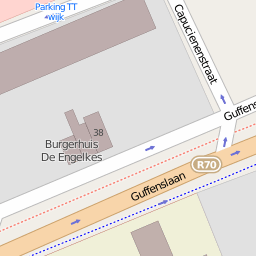 Parking TT
wijk
Capucienenstraat
Guffens
38
Burgerhuis
De Engelkes
R70
Guffenslaan